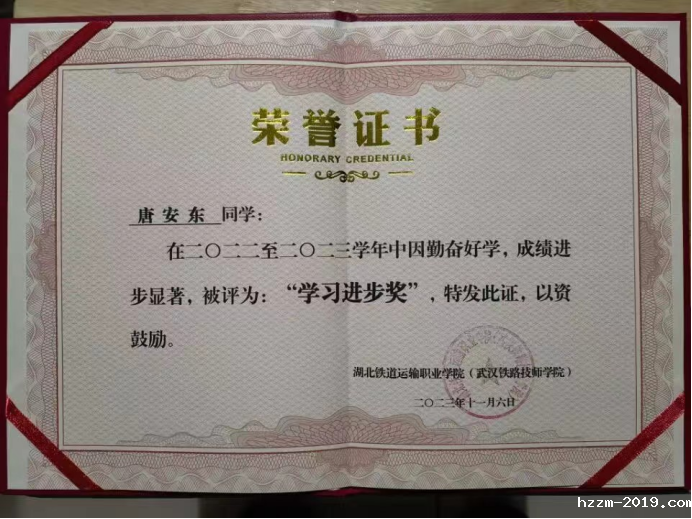 荣誉证书
HONORARY CREDENTIAL
唐安东 同学：
在二〇二二至二〇二三学年中因勤奋好学，成绩进
步显著，被评为：“学习进步奖”，特发此证，以资
鼓励。
湖北铁道运输职业学院（武汉铁路技师学院）
二〇二三年十一月六日
hzzm-2019.com